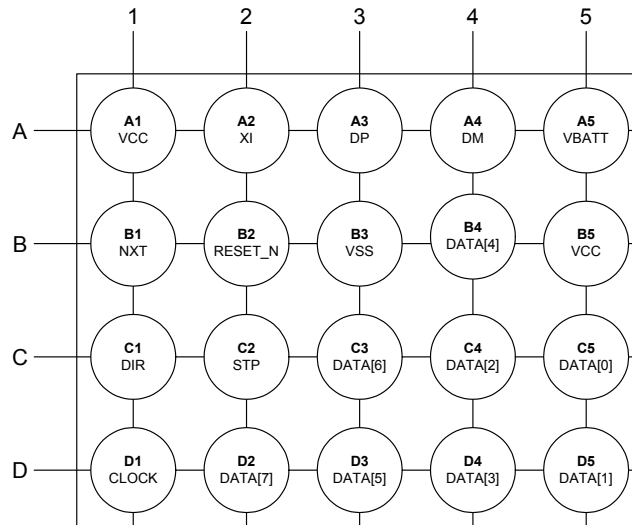 1 2 3 4 5
A1 A2 A3 A4 A5
A VCC XI DP DM VBATT
B1 B2 B3 B4 B5
B NXT RESET_N VSS DATA[4] VCC
C1 C2 C3 C4 C5
C DIR STP DATA[6] DATA[2] DATA[0]
D1 D2 D3 D4 D5
D CLOCK DATA[7] DATA[5] DATA[3] DATA[1]